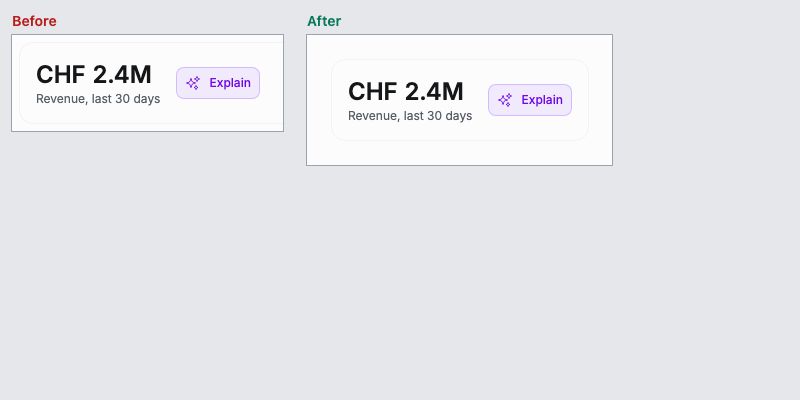 Before
CHF 2.4M
Revenue, last 30 days
Explain
After
CHF 2.4M
Revenue, last 30 days
Explain